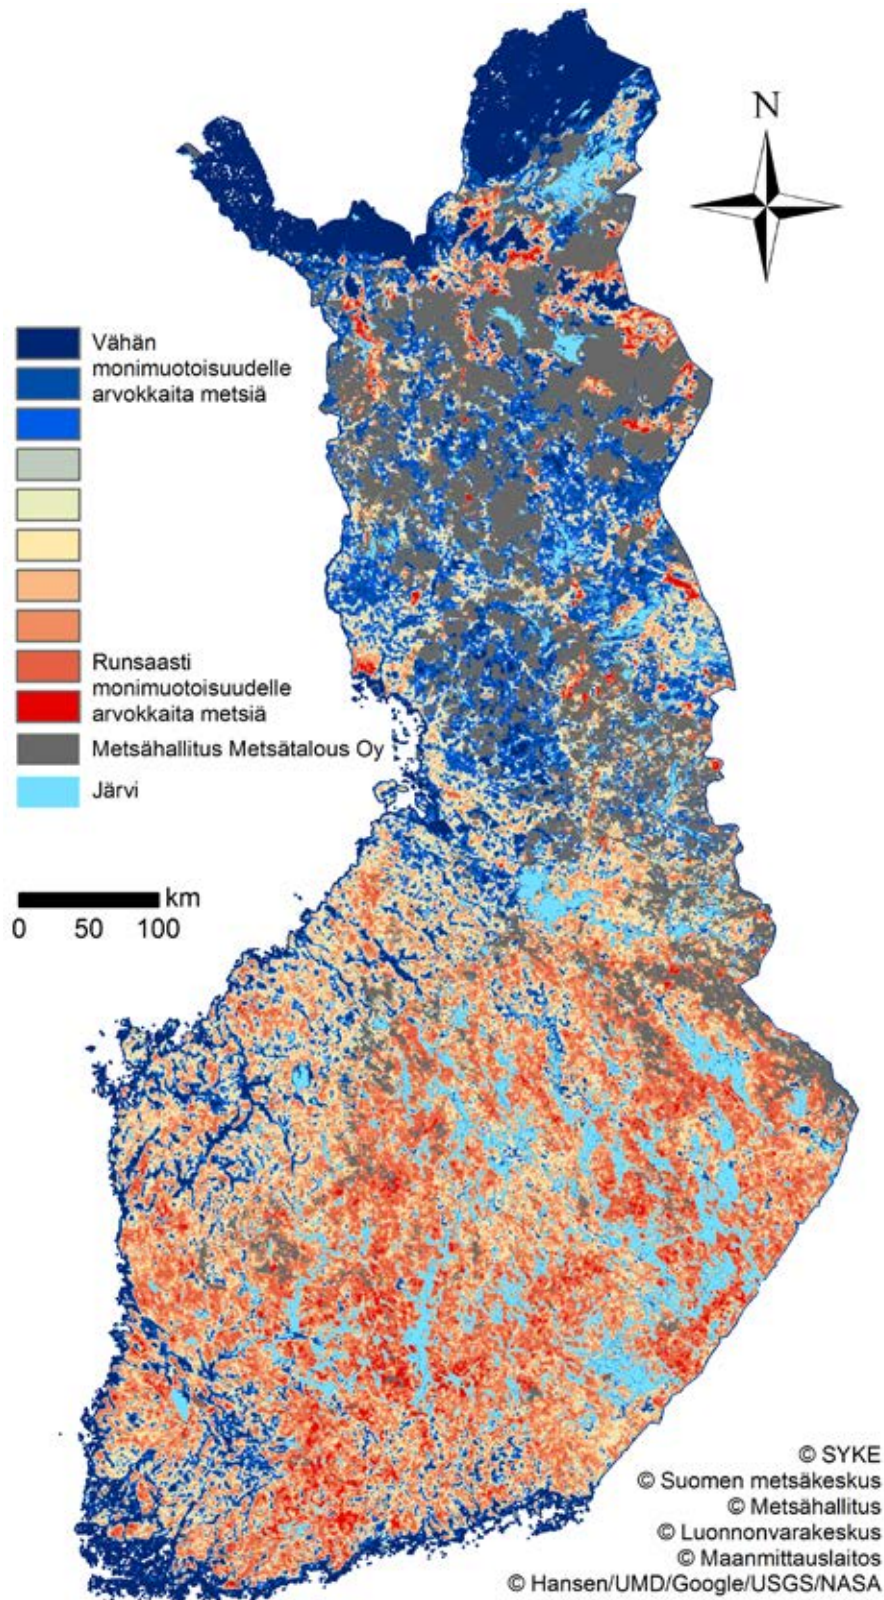 N
Vähän
monimuotoisuudelle
arvokkaita metsiä
Runsaasti
monimuotoisuudelle
arvokkaita metsiä
Metsähallitus Metsätalous Oy
Järvi
km
0 50 100
© SYKE
© Suomen metsäkeskus
© Metsähallitus
© Luonnonvarakeskus
© Maanmittauslaitos
© Hansen/UMD/Google/USGS/NASA